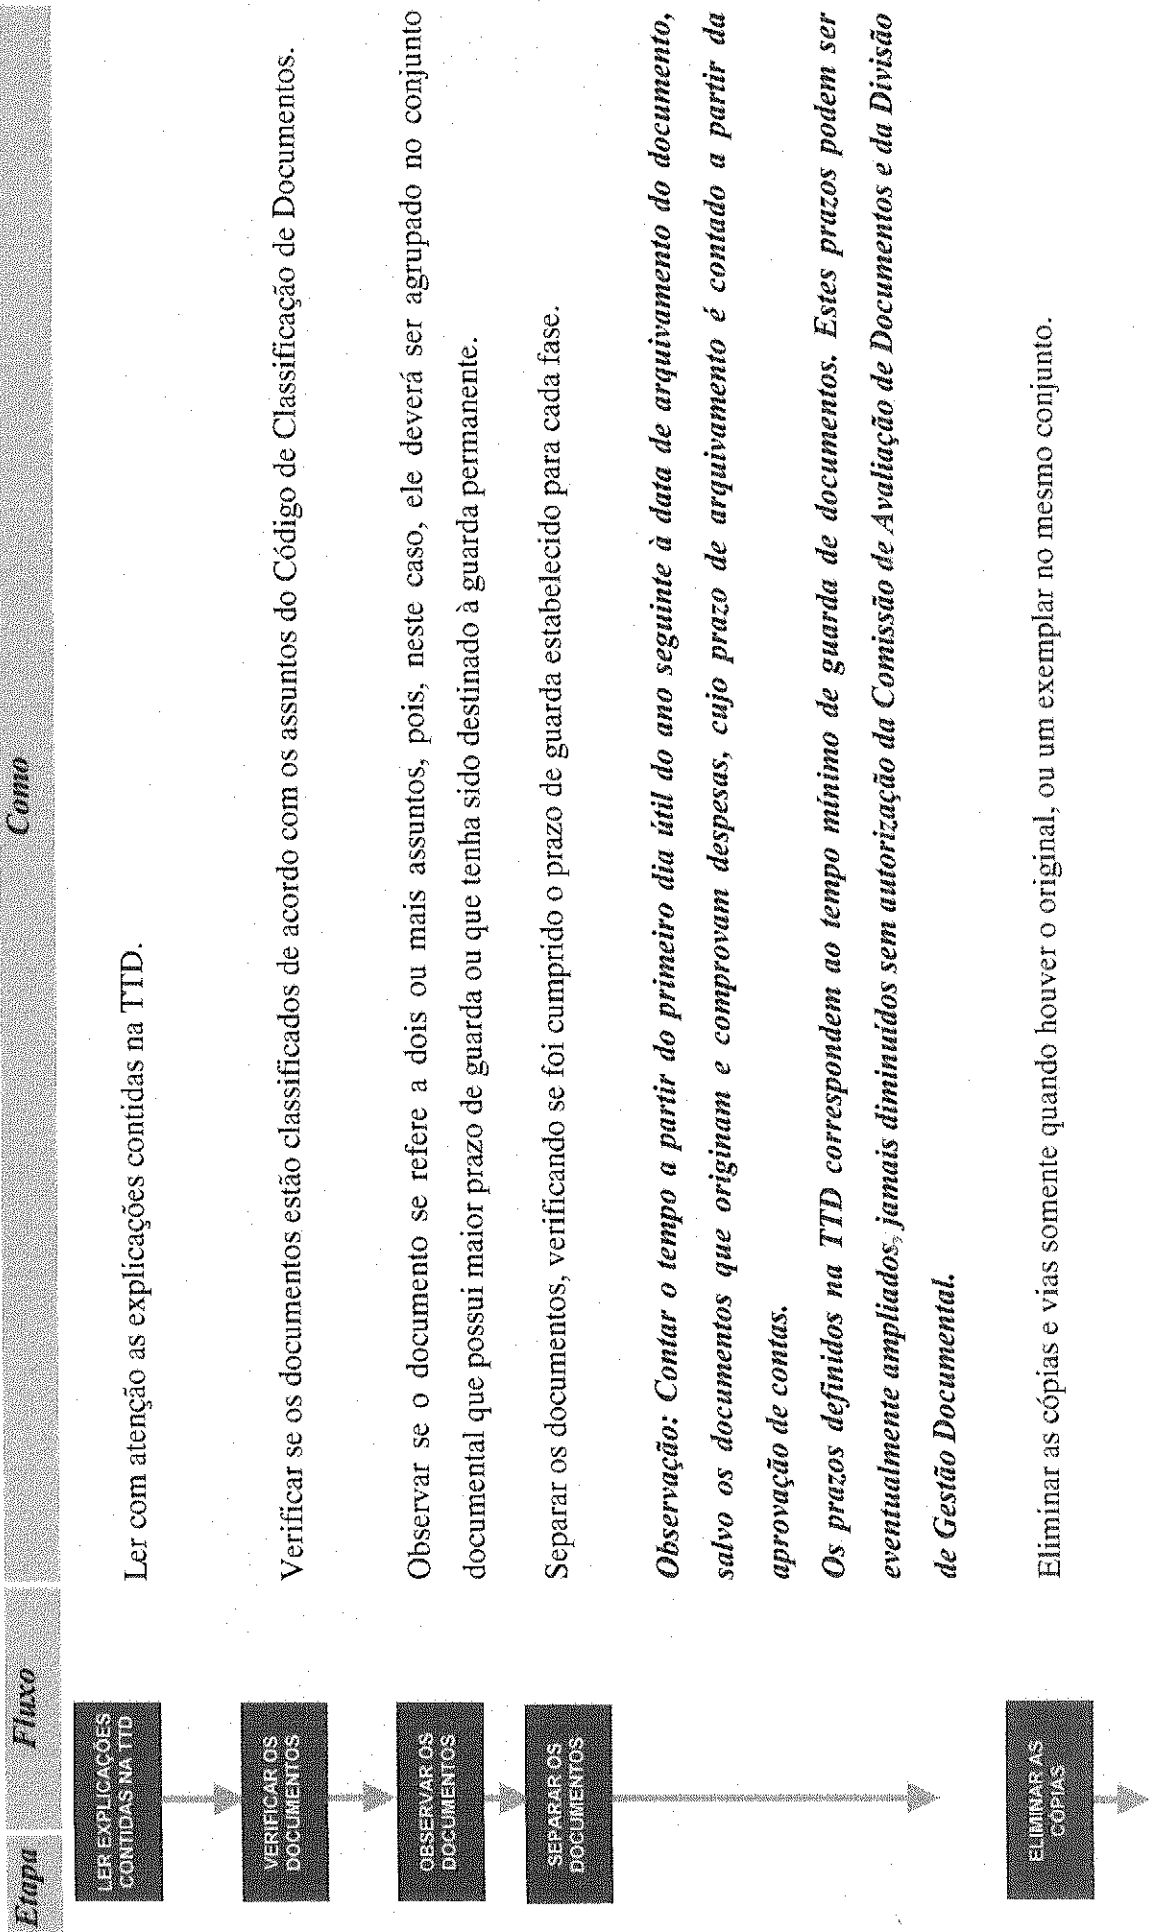 Etapa Fluxo Como
LER EXPLICAÇÕES
CONTIDAS NA TTD
Ler com atenção as explicações contidas na TTD.
VERIFICAR OS
DOCUMENTOS
Verificar se os documentos estão classificados de acordo com os assuntos do Código de Classificação de Documentos.
OBSERVAR OS
DOCUMENTOS
Observar se o documento se refere a dois ou mais assuntos, pois, neste caso, ele deverá ser agrupado no conjunto
documental que possui maior prazo de guarda ou que tenha sido destinado à guarda permanente.
SEPARAR OS
DOCUMENTOS
Separar os documentos, verificando se foi cumprido o prazo de guarda estabelecido para cada fase.
Observação: Contar o tempo a partir do primeiro dia útil do ano seguinte à data de arquivamento do documento,
salvo os documentos que originam e comprovam despesas, cujo prazo de arquivamento é contado a partir da
aprovação de contas.
Os prazos definidos na TTD correspondem ao tempo mínimo de guarda de documentos. Estes prazos podem ser
eventualmente ampliados, jamais diminuídos sem autorização da Comissão de Avaliação de Documentos e da Divisão
de Gestão Documental.
ELIMINAR AS
CÓPIAS
Eliminar as cópias e vias somente quando houver o original, ou um exemplar no mesmo conjunto.